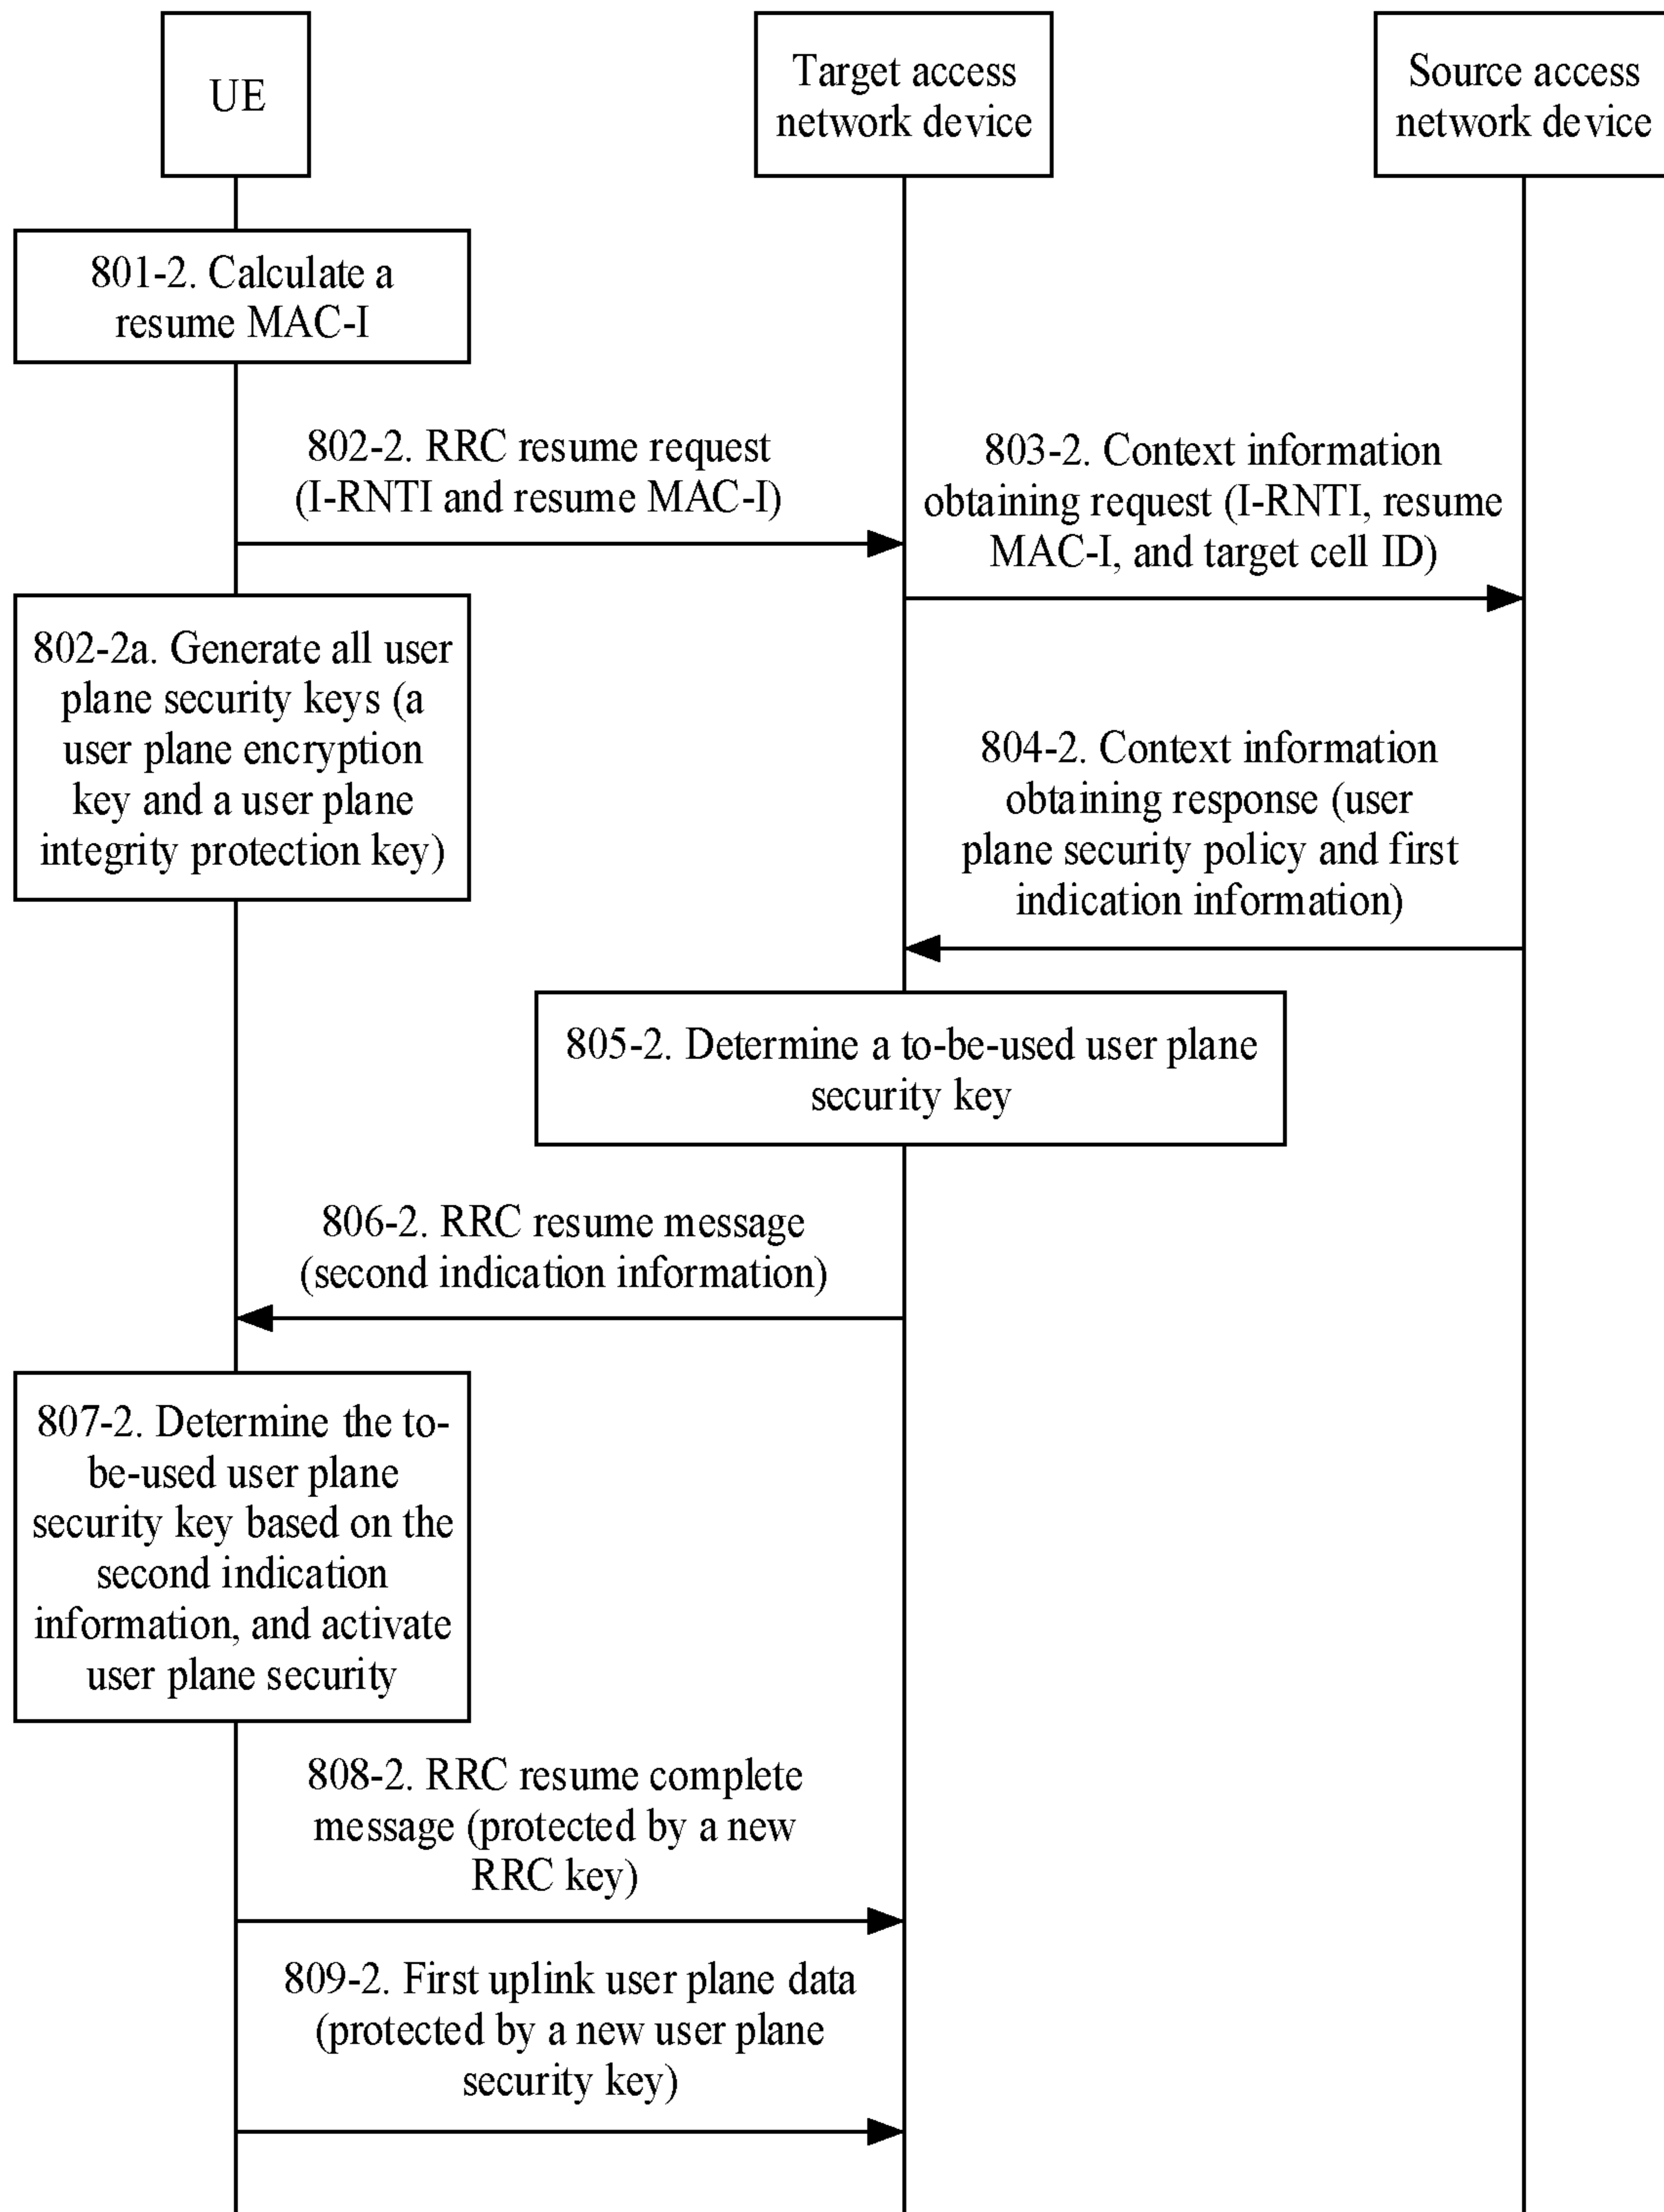 UE
Target access
network device
Source access
network device
801-2. Calculate a
resume MAC-I
802-2. RRC resume request
(I-RNTI and resume MAC-I)
803-2. Context information
obtaining request (I-RNTI, resume
MAC-I, and target cell ID)
802-2a. Generate all user
plane security keys (a
user plane encryption
key and a user plane
integrity protection key)
804-2. Context information
obtaining response (user
plane security policy and first
indication information)
805-2. Determine a to-be-used user plane
security key
806-2. RRC resume message
(second indication information)
807-2. Determine the to-
be-used user plane
security key based on the
second indication
information, and activate
user plane security
808-2. RRC resume complete
message (protected by a new
RRC key)
809-2. First uplink user plane data
(protected by a new user plane
security key)